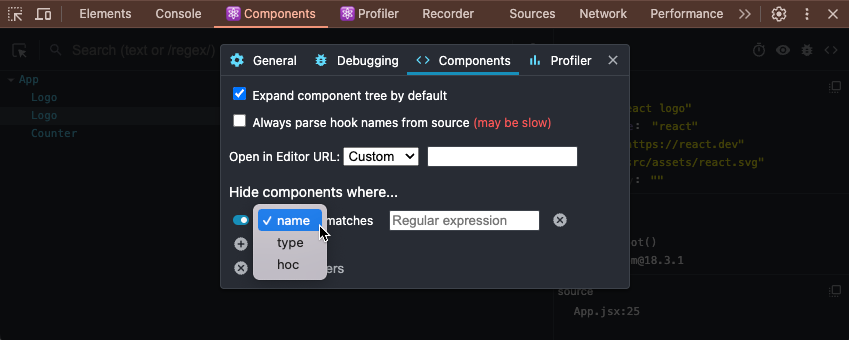 Elements Console Components Profiler Recorder Sources Network Performance
Search (text or /regex/)
General Debugging Components Profiler
App
Logo
Logo
Counter
Expand component tree by default
Always parse hook names from source (may be slow)
Open in Editor URL: Custom
Hide components where...
name matches Regular expression
type
hoc
eact logo"
: "react"
ttps://react.dev"
rc/assets/react.svg"
: ""
ot()
m@18.3.1
source
App.jsx:25